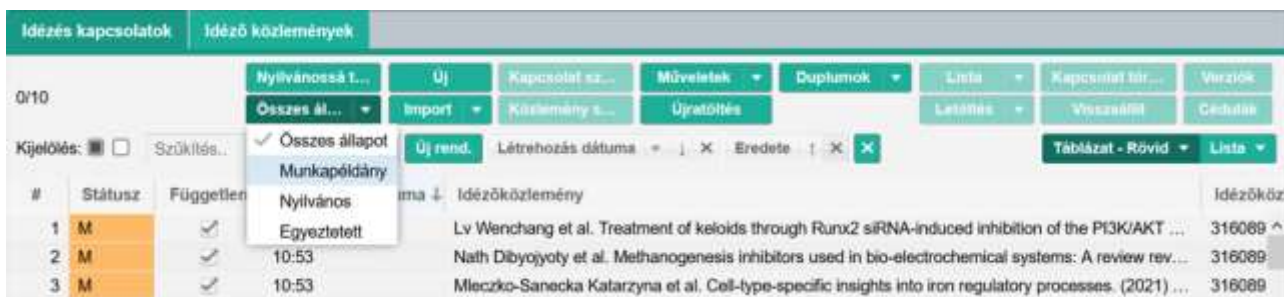 Idézés kapcsolatok Idéző közlemények
Nyilvánossá t... Új Kapcsolat sz... Műveletek Duplumok Lista Kapcsolat tör... Verziók
0/10
Összes ál... Import Közlemény s... Újratöltés Letöltés Visszaállít Cédulák
Kijelölés: Szűkítés.. Összes állapot Új rend. Létrehozás dátuma ↓ × Eredete ↑ × × Táblázat - Rövid Lista
Munkapéldány
# Státusz Független uma ↓ Idézőközlemény Idézőköz
Nyilvános
1 M Egyeztetett Lv Wenchang et al. Treatment of keloids through Runx2 siRNA-induced inhibition of the PI3K/AKT ... 316089
2 M 10:53 Nath Dibyojyoty et al. Methanogenesis inhibitors used in bio-electrochemical systems: A review rev... 316089
3 M 10:53 Mleczko-Sanecka Katarzyna et al. Cell-type-specific insights into iron regulatory processes. (2021) ... 316089